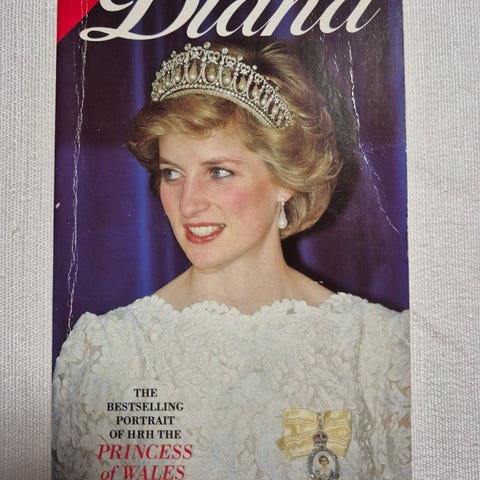 Diana
THE
BESTSELLING
PORTRAIT
OF HRH THE
PRINCESS
of WALES